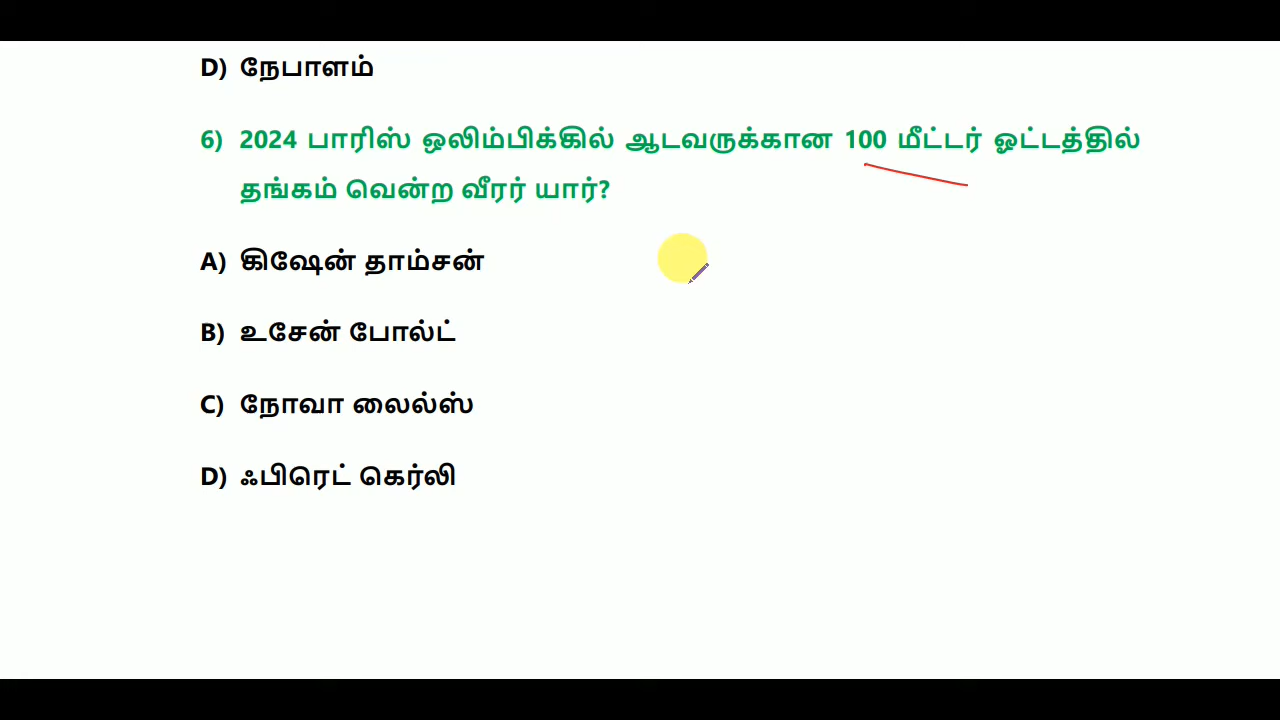 D) நேபாளம்
6) 2024 பாரிஸ் ஒலிம்பிக்கில் ஆடவருக்கான 100 மீட்டர் ஓட்டத்தில்
தங்கம் வென்ற வீரர் யார்?
A) கிஷேன் தாம்சன்
B) உசேன் போல்ட்
C) நோவா லைல்ஸ்
D) ஃபிரெட் கெர்லி